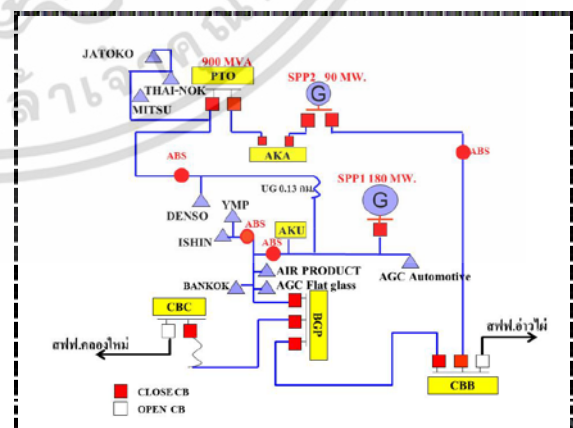 JATOKO
900 MVA
PTO
THAI-NOK
MITSU
SPP2 90 MW.
G
AKA
ABS
ABS
UG 0.13 กม
SPP1 180 MW.
G
DENSO
YMP
ABS
AKU
ISHIN
ABS
AIR PRODUCT
AGC Automotive
BANKOK
AGC Flat glass
CBC
BGP
สฟฟ.คลองใหม่
สฟฟ.อ่าวไผ่
CBB
CLOSE CB
OPEN CB